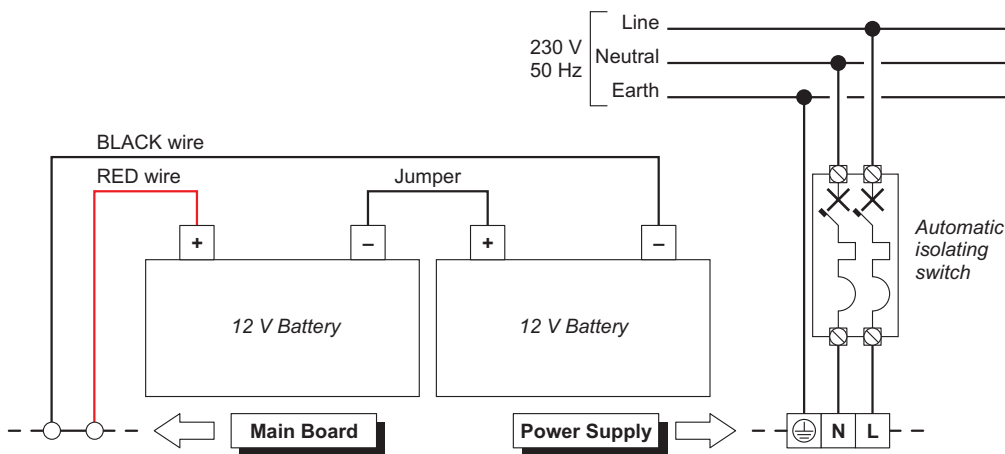 Line
230 V
50 Hz
Neutral
Earth
BLACK wire
RED wire
Jumper
+
–
+
–
Automatic
isolating
switch
12 V Battery
12 V Battery
Main Board
Power Supply
N
L